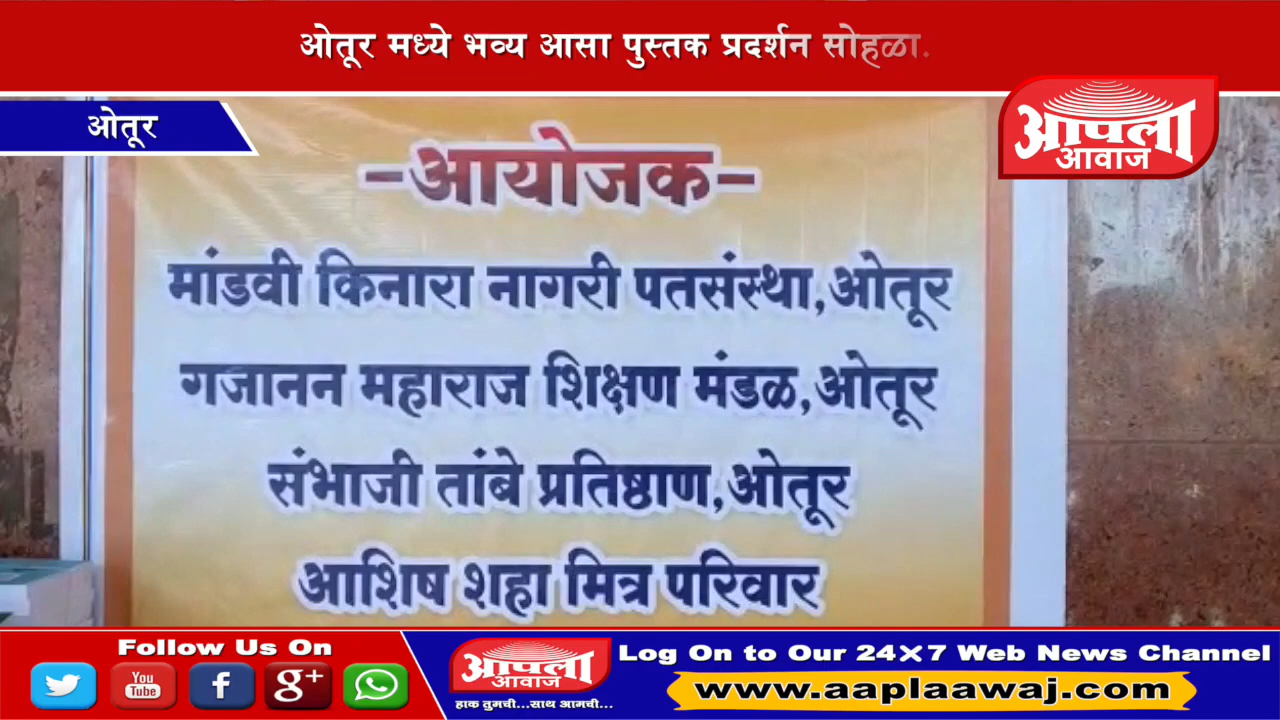 ओतूर मध्ये भव्य आसा पुस्तक प्रदर्शन सोहळा.
ओतूर
आपला
आवाज
-आयोजक-
मांडवी किनारा नागरी पतसंस्था,ओतूर
गजानन महाराज शिक्षण मंडळ,ओतूर
संभाजी तांबे प्रतिष्ठाण,ओतूर
आशिष शहा मित्र परिवार
Follow Us On
You
Tube
f
g+
आपला
आवाज
हाक तुमची...साथ आमची...
Log On to Our 24×7 Web News Channel
www.aaplaawaj.com